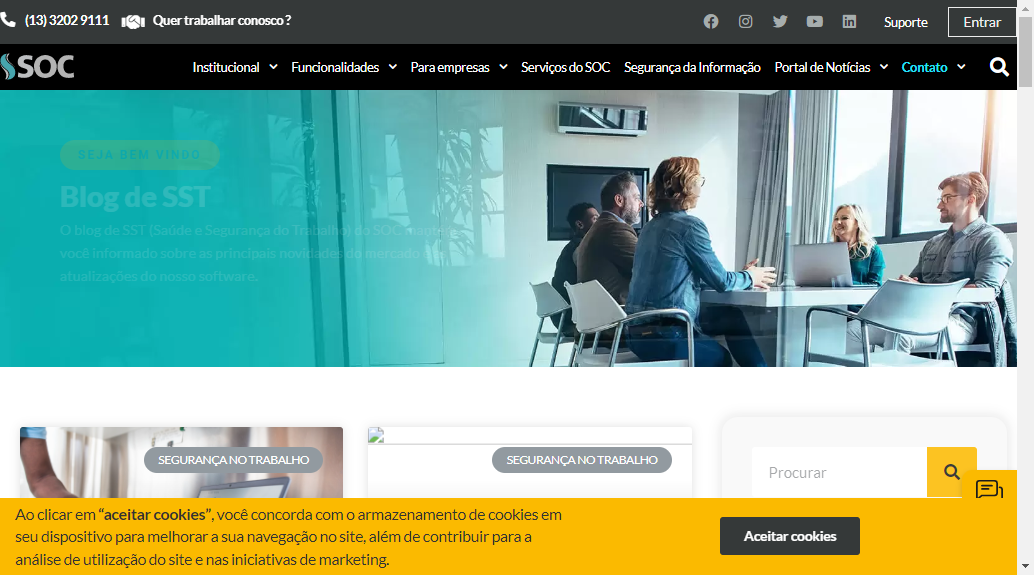 (13) 3202 9111
Quer trabalhar conosco ?
Suporte
Entrar
SOC
Institucional
Funcionalidades
Para empresas
Serviços do SOC
Segurança da Informação
Portal de Notícias
Contato
SEJA BEM VINDO
Blog de SST
O blog de SST (Saúde e Segurança do Trabalho) do SOC mantém
você informado sobre as principais novidades do mercado e
atualizações do nosso software.
SEGURANÇA NO TRABALHO
SEGURANÇA NO TRABALHO
Procurar
Ao clicar em “aceitar cookies”, você concorda com o armazenamento de cookies em
seu dispositivo para melhorar a sua navegação no site, além de contribuir para a
análise de utilização do site e nas iniciativas de marketing.
Aceitar cookies